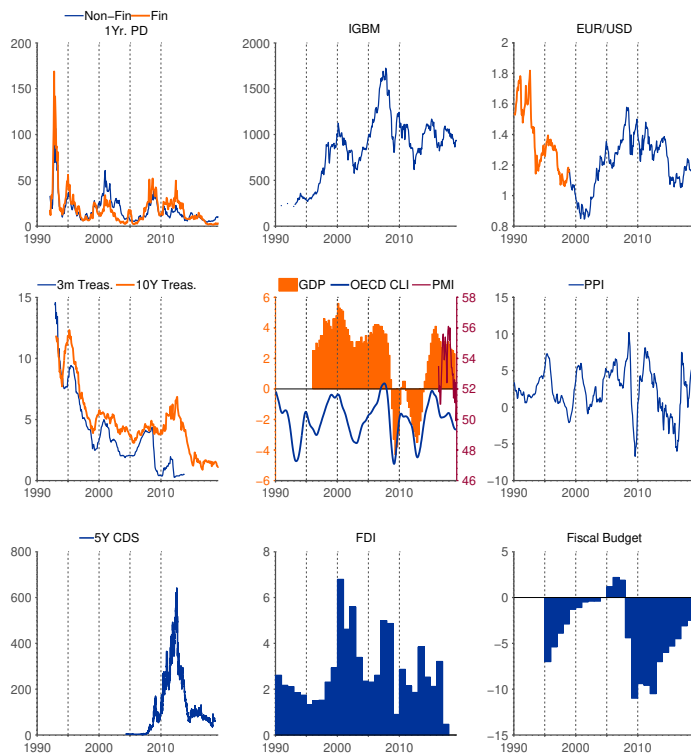 Non-Fin Fin
1Yr. PD
200
150
100
50
0
1990 2000 2010
IGBM
2000
1500
1000
500
0
1990 2000 2010
EUR/USD
2
1.8
1.6
1.4
1.2
1
0.8
1990 2000 2010
3m Treas. 10Y Treas.
15
10
5
0
1990 2000 2010
GDP OECD CLI PMI
6 58
4 56
2 54
0 52
−2 50
−4 48
−6 46
1990 2000 2010
PPI
15
10
5
0
−5
−10
1990 2000 2010
5Y CDS
800
600
400
200
0
1990 2000 2010
FDI
8
6
4
2
0
1990 2000 2010
Fiscal Budget
5
0
−5
−10
−15
1990 2000 2010